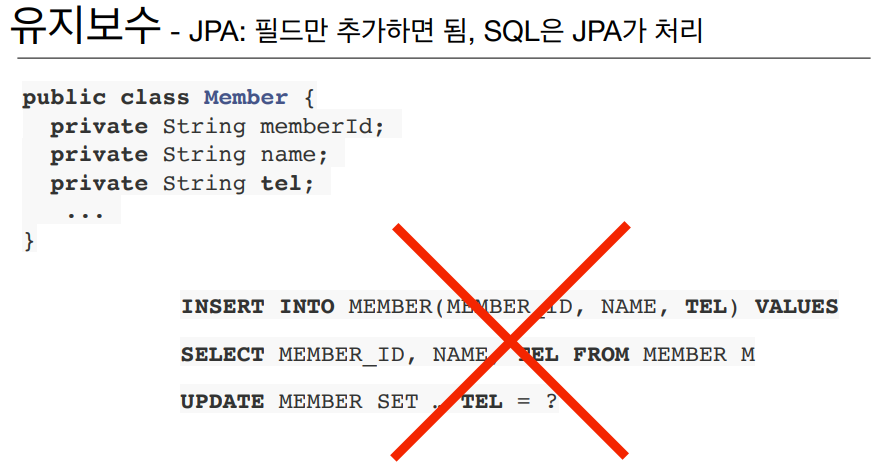 유지보수 - JPA: 필드만 추가하면 됨, SQL은 JPA가 처리
public class Member {
private String memberId;
private String name;
private String tel;
...
}
INSERT INTO MEMBER(MEMBER_ID, NAME, TEL) VALUES
SELECT MEMBER_ID, NAME, TEL FROM MEMBER M
UPDATE MEMBER SET … TEL = ?